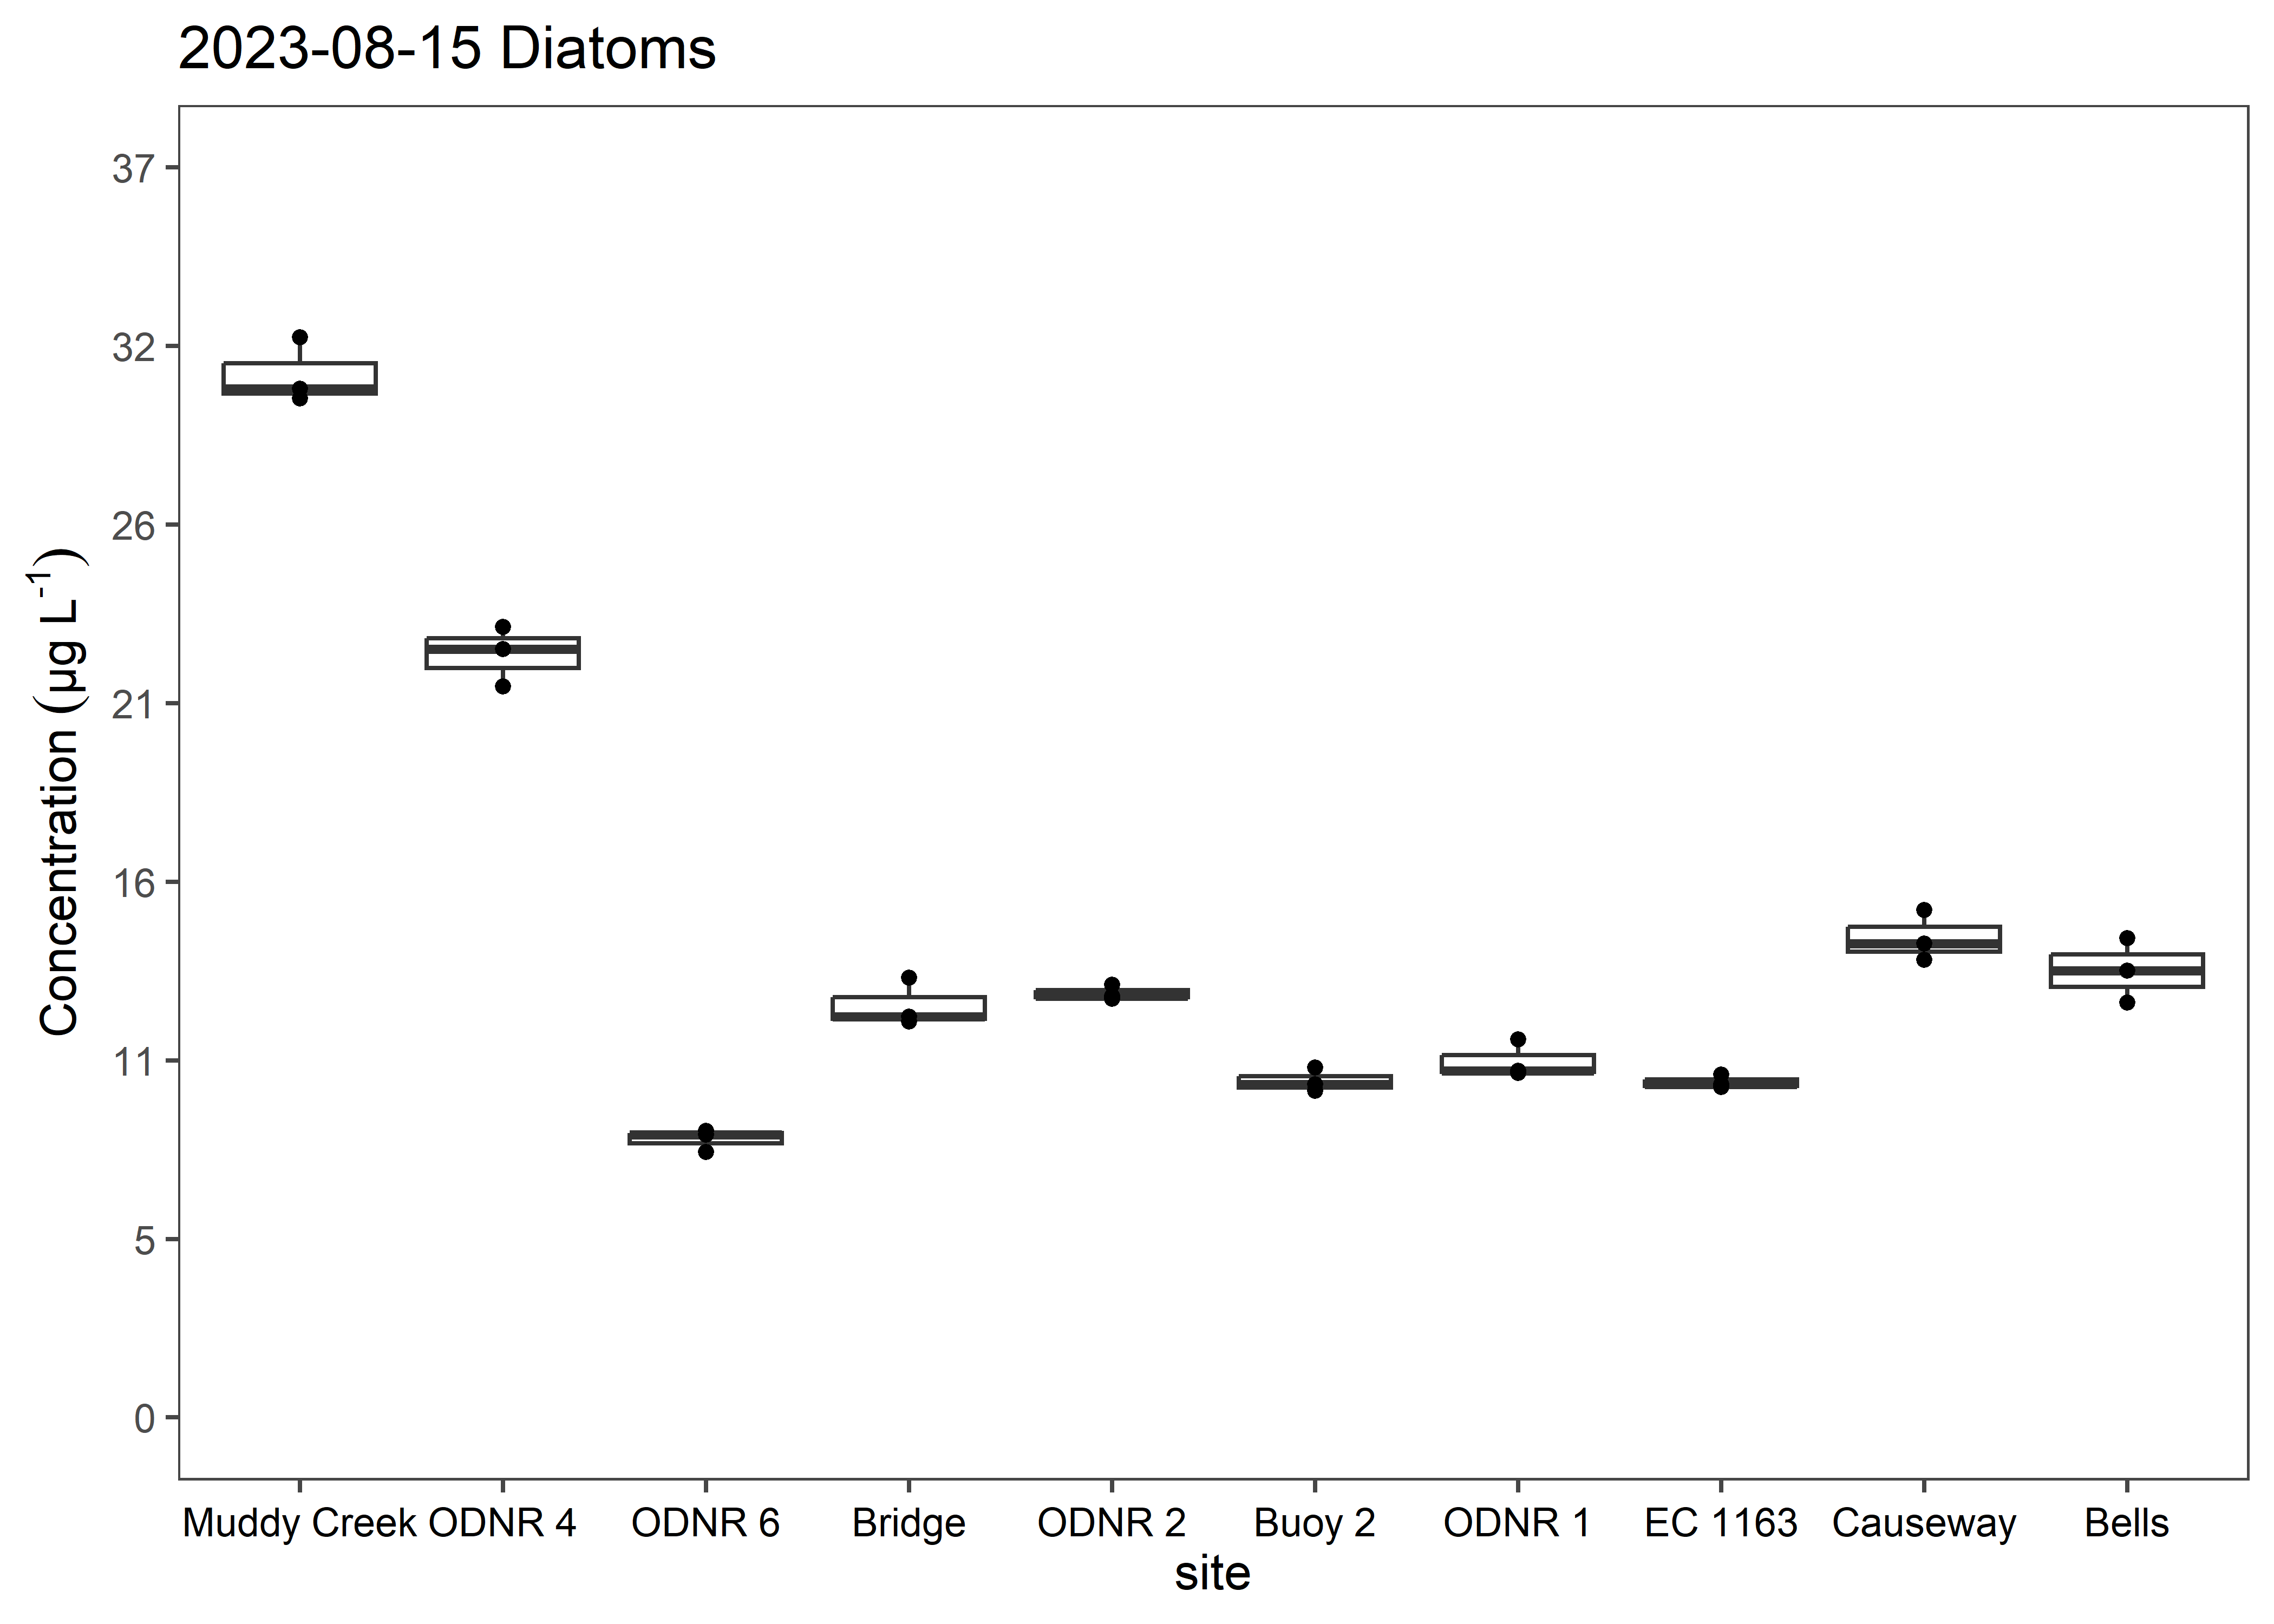 2023-08-15 Diatoms
Concentration (µg L⁻¹)
37
32
26
21
16
11
5
0
Muddy Creek ODNR 4 ODNR 6 Bridge ODNR 2 Buoy 2 ODNR 1 EC 1163 Causeway Bells
site